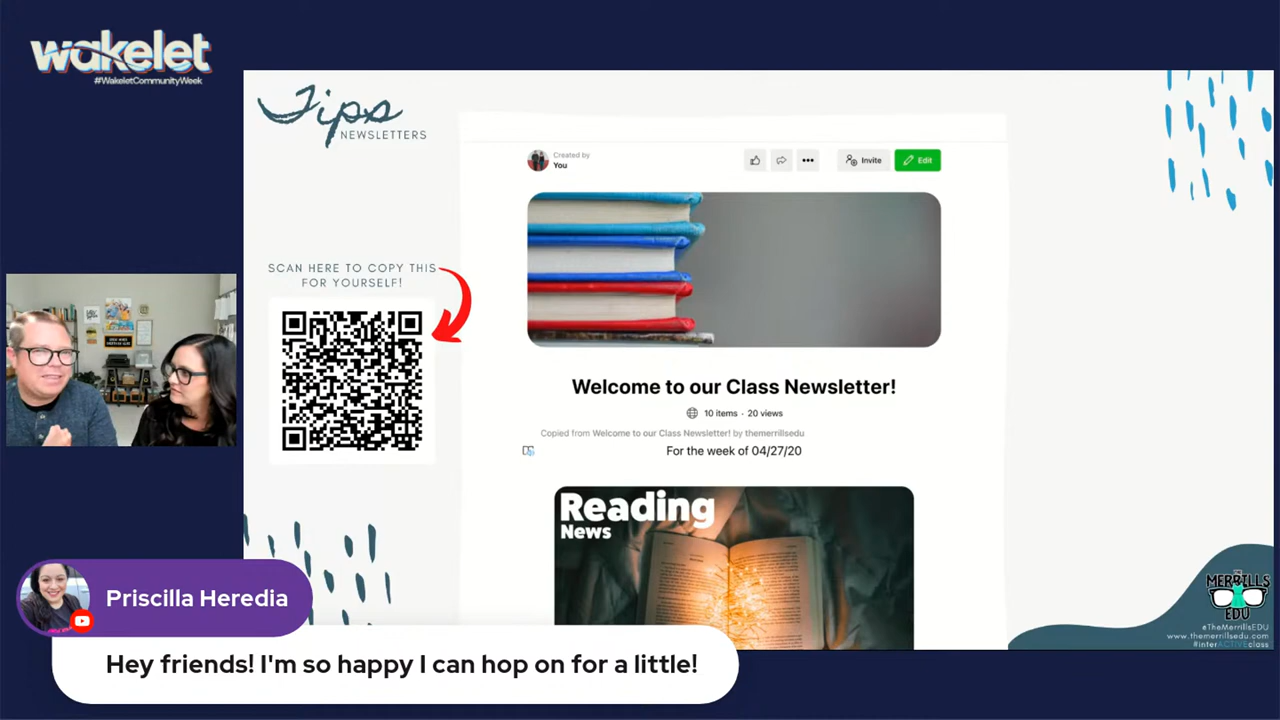 wakelet
#WakeletCommunityWeek
Tips
NEWSLETTERS
Created by
You
Invite
Edit
SCAN HERE TO COPY THIS
FOR YOURSELF!
Welcome to our Class Newsletter!
10 items · 20 views
Copied from Welcome to our Class Newsletter! by themerrillsedu
For the week of 04/27/20
Reading
News
THE
MERRILLS
EDU
#TheMerrillsEDU
www.themerrillsedu.com
#interACTIVEclass
Priscilla Heredia
Hey friends! I'm so happy I can hop on for a little!